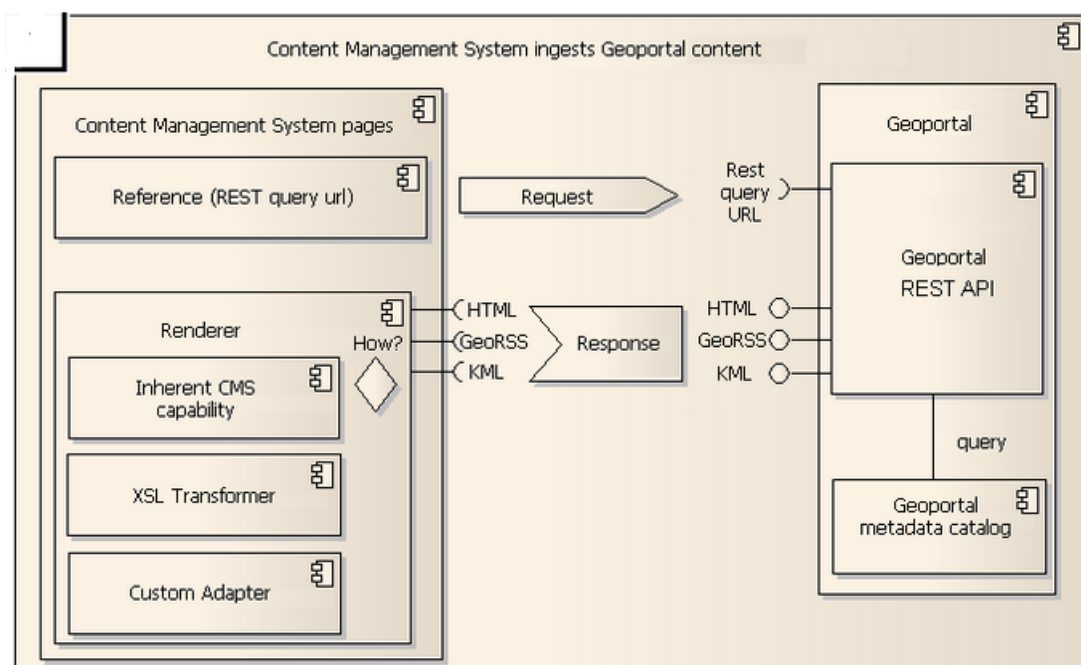 Content Management System ingests Geoportal content
Content Management System pages
Reference (REST query url)
Request
Rest
query
URL
Geoportal
Geoportal
REST API
Renderer
How?
HTML
GeoRSS
KML
Response
HTML
GeoRSS
KML
Inherent CMS
capability
XSL Transformer
Custom Adapter
query
Geoportal
metadata catalog